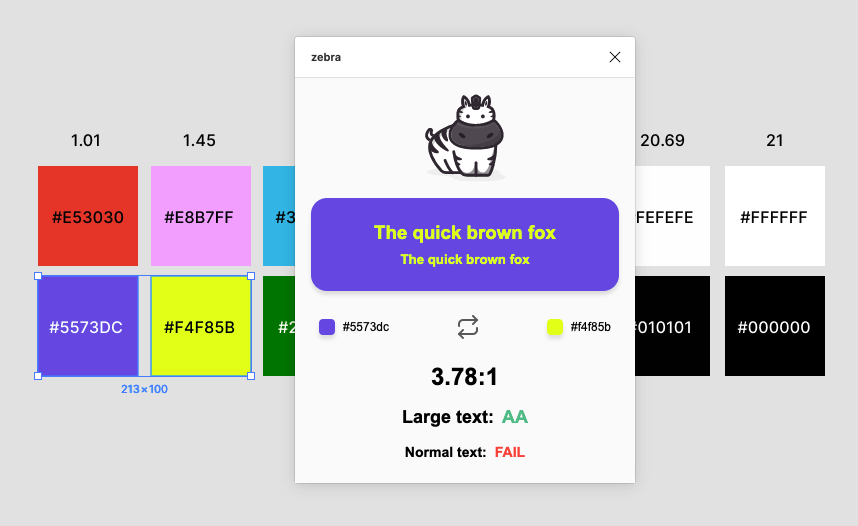 zebra
1.01
1.45
20.69
21
#E53030
#E8B7FF
#3
FEFEFE
#FFFFFF
The quick brown fox
The quick brown fox
#5573DC
#F4F85B
#2
#5573dc
#f4f85b
010101
#000000
3.78:1
213×100
Large text: AA
Normal text: FAIL